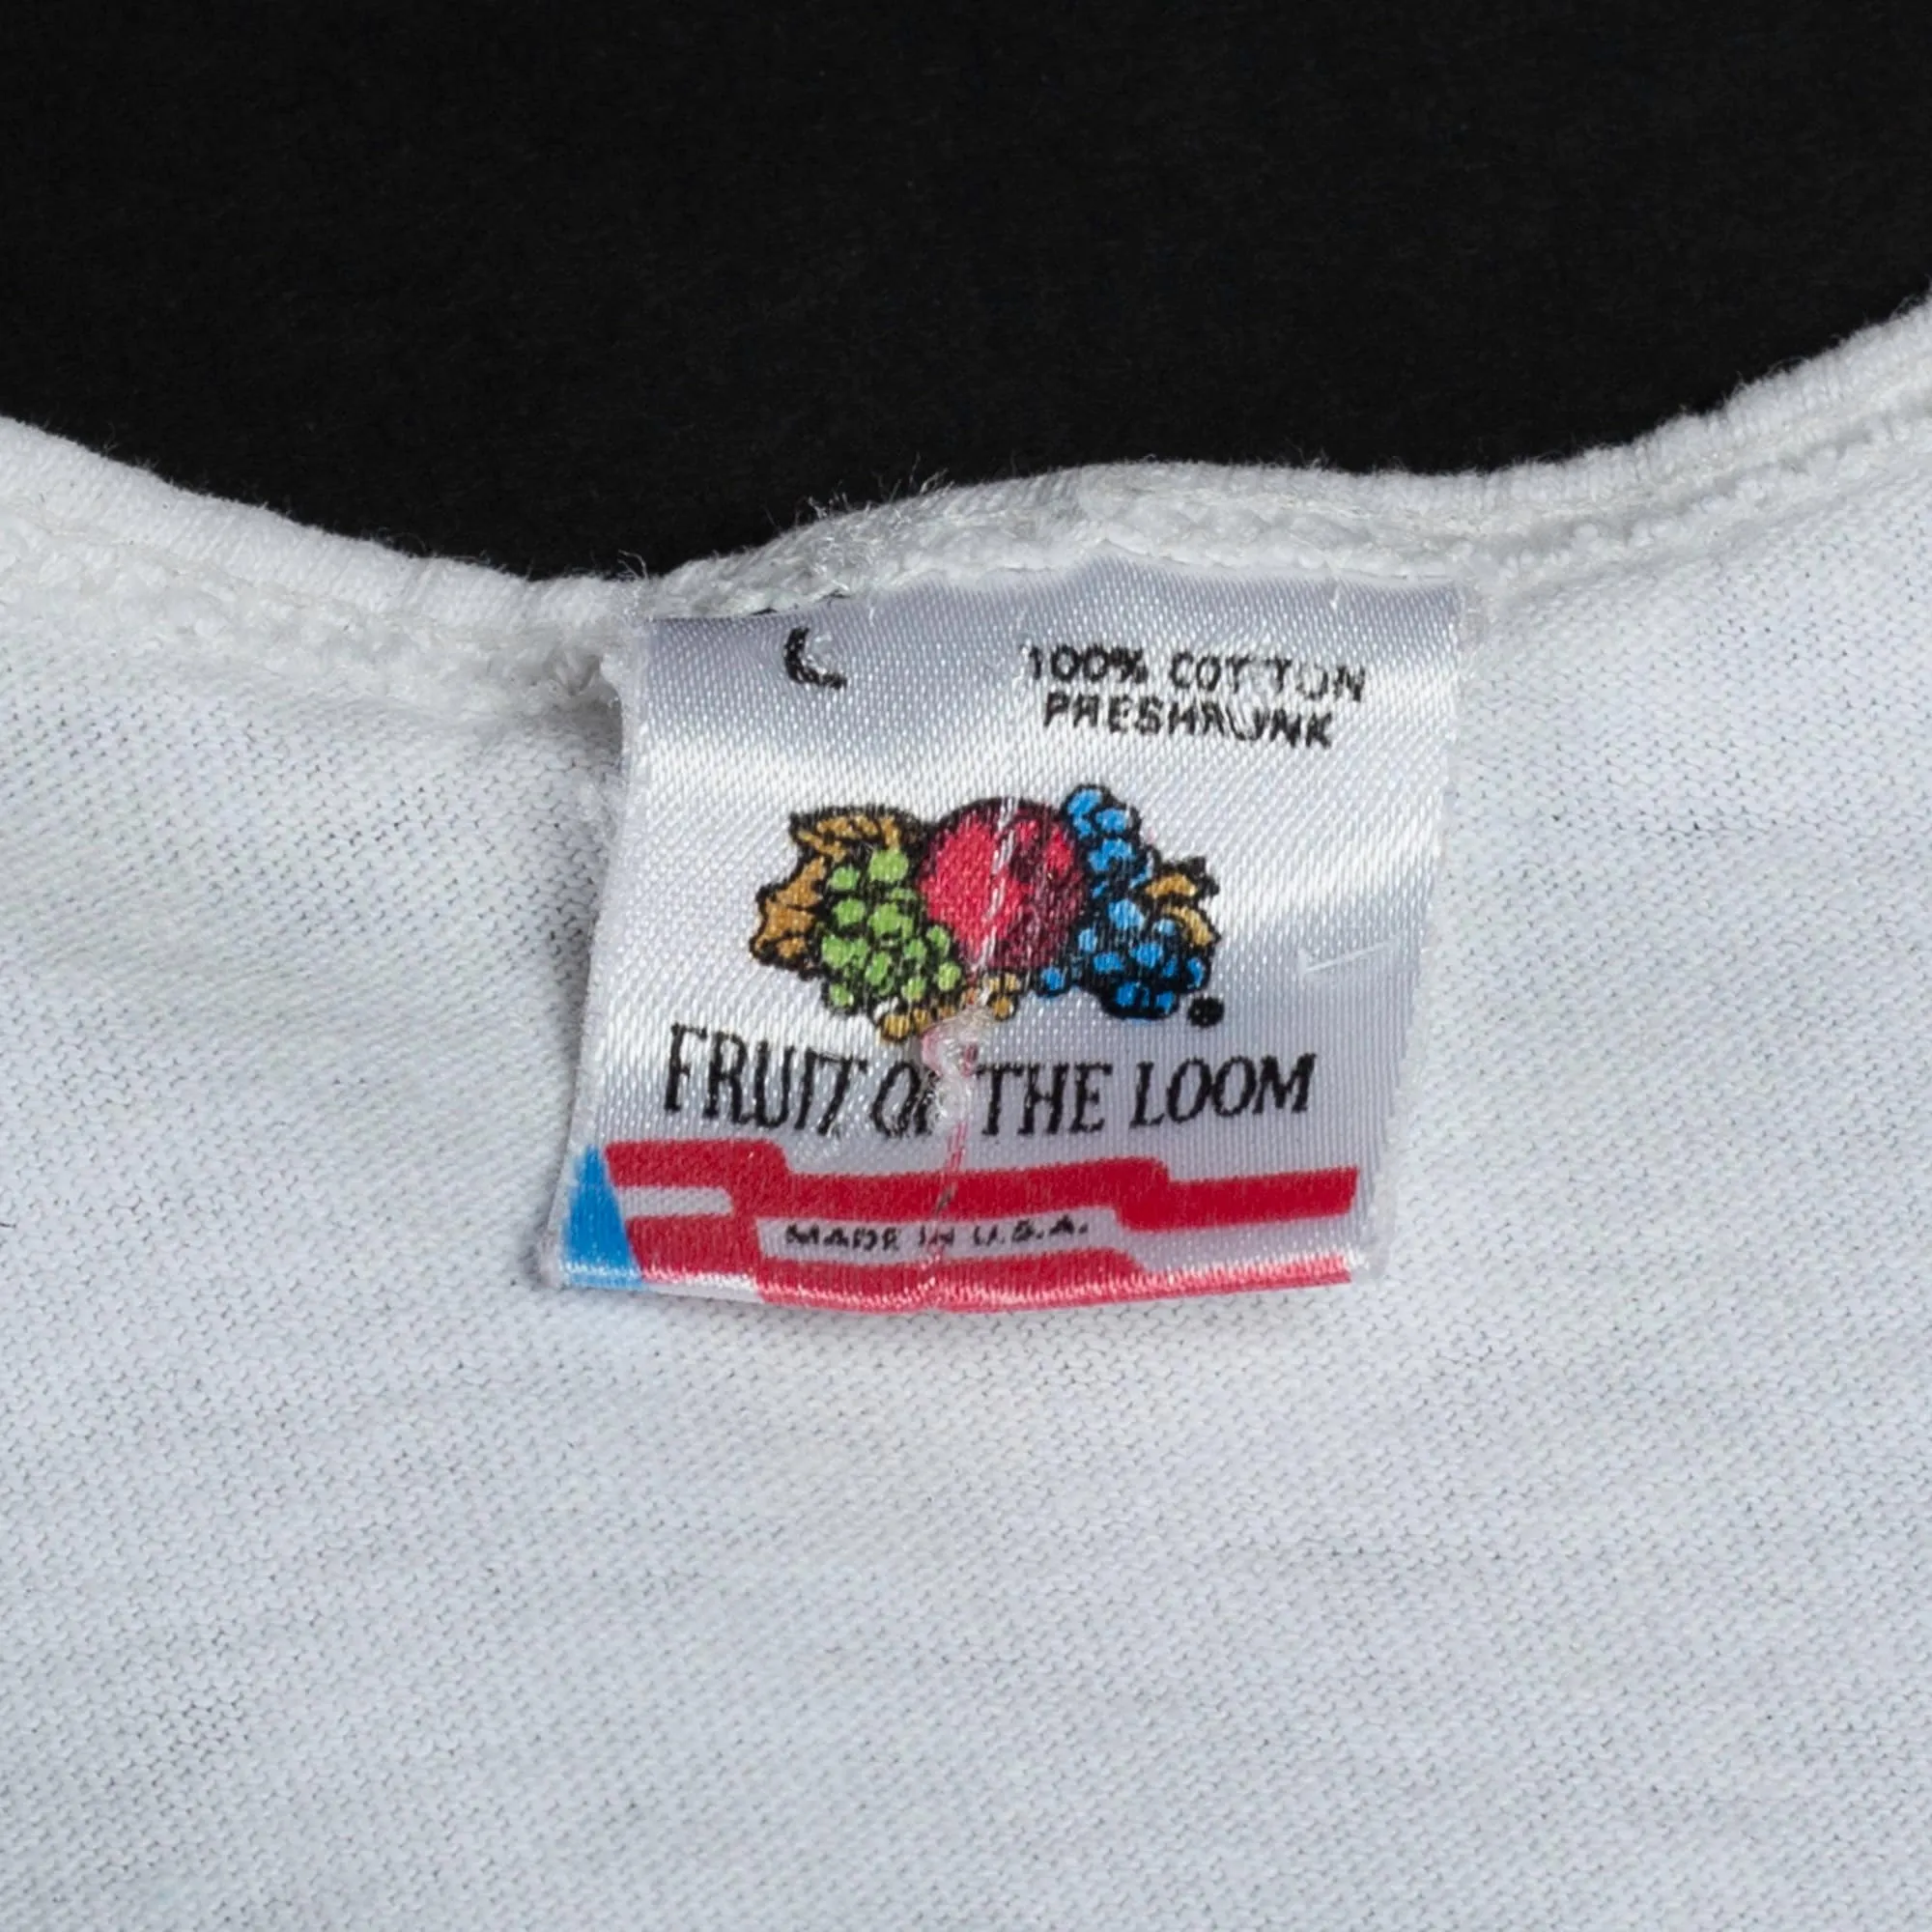 L
100% COTTON
PRESHRUNK
FRUIT OF THE LOOM
MADE IN U.S.A.